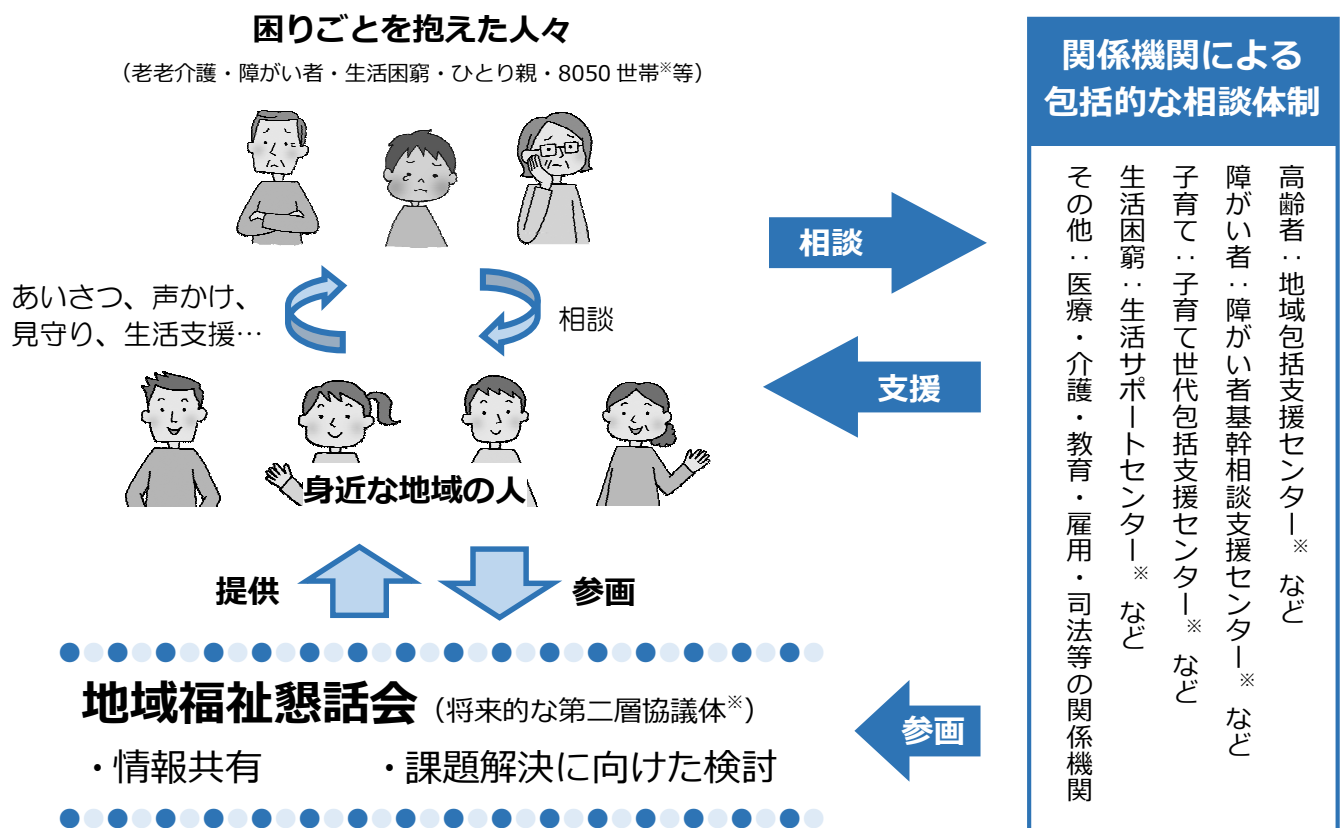 困りごとを抱えた人々
（老老介護・障がい者・生活困窮・ひとり親・8050 世帯※等）
あいさつ、声かけ、
見守り、生活支援…
相談
身近な地域の人
提供
参画
地域福祉懇話会（将来的な第二層協議体※）
・情報共有
・課題解決に向けた検討
相談
支援
参画
関係機関による
包括的な相談体制
高齢者：地域包括支援センター※ など
障がい者：障がい者基幹相談支援センター※ など
子育て：子育て世代包括支援センター※ など
生活困窮：生活サポートセンター※ など
その他：医療・介護・教育・雇用・司法等の関係機関